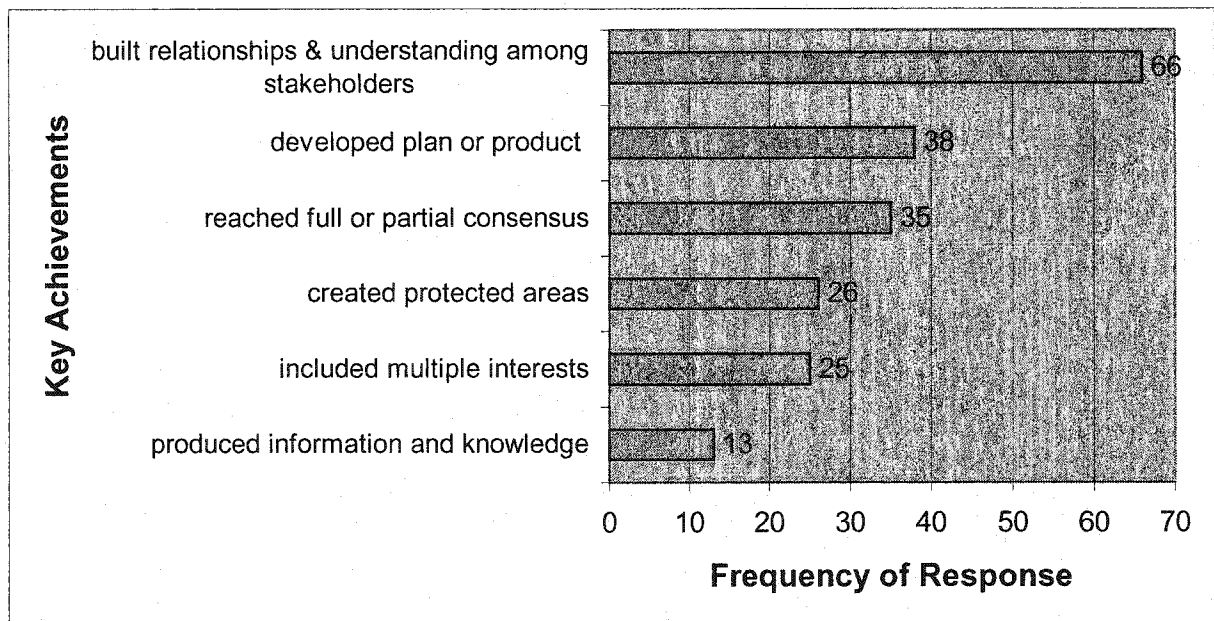 built relationships & understanding among
stakeholders
66
developed plan or product
38
reached full or partial consensus
35
created protected areas
26
included multiple interests
25
produced information and knowledge
13
Key Achievements
0 10 20 30 40 50 60 70
Frequency of Response